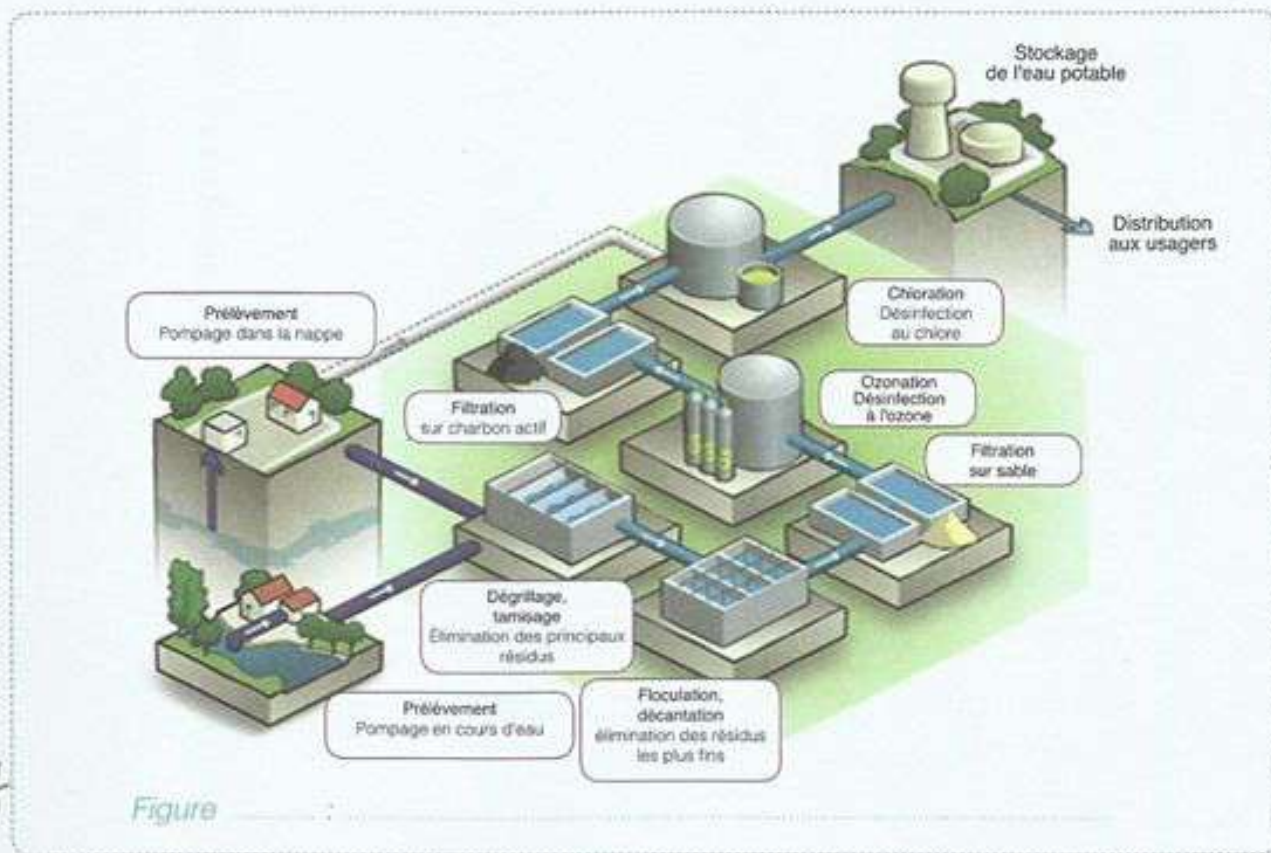 Stockage
de l'eau potable
Distribution
aux usagers
Prélèvement
Pompage dans la nappe
Chloration
Désinfection
au chlore
Ozonation
Désinfection
à l'ozone
Filtration
sur charbon actif
Filtration
sur sable
Dégrillage,
tamisage
Élimination des principaux
résidus
Prélèvement
Pompage en cours d'eau
Floculation,
décantation
élimination des résidus
les plus fins
Figure .......... : ..........